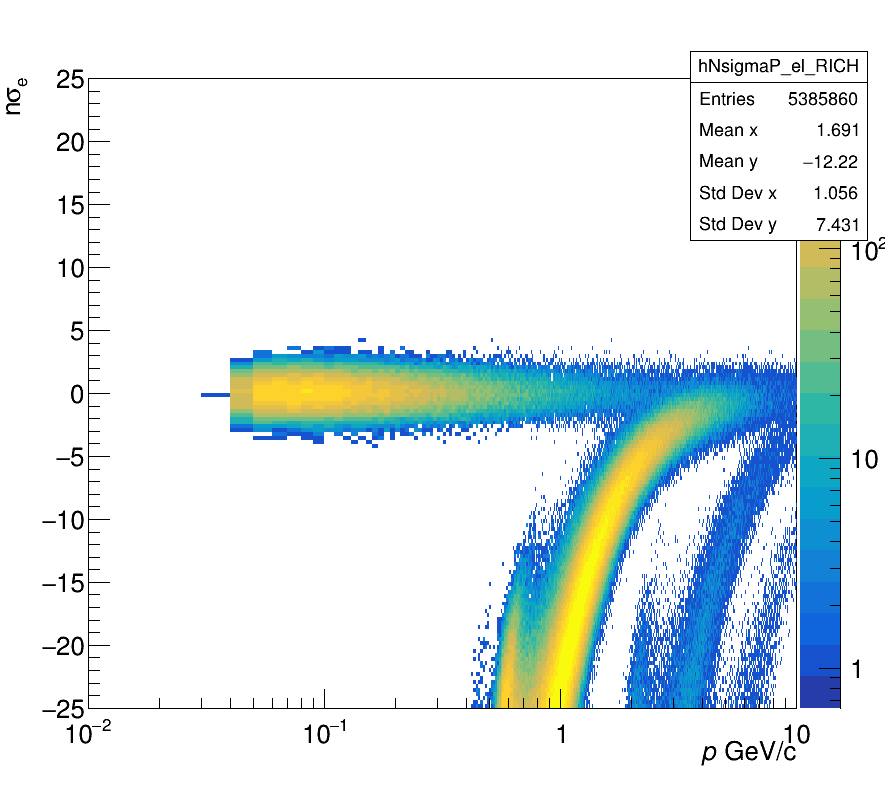 hNsigmaP_el_RICH
Entries 5385860
Mean x 1.691
Mean y −12.22
Std Dev x 1.056
Std Dev y 7.431
nσe
25
20
15
10
5
0
−5
−10
−15
−20
−25
10² 
10
1
10−2
10−1
1
10
p GeV/c